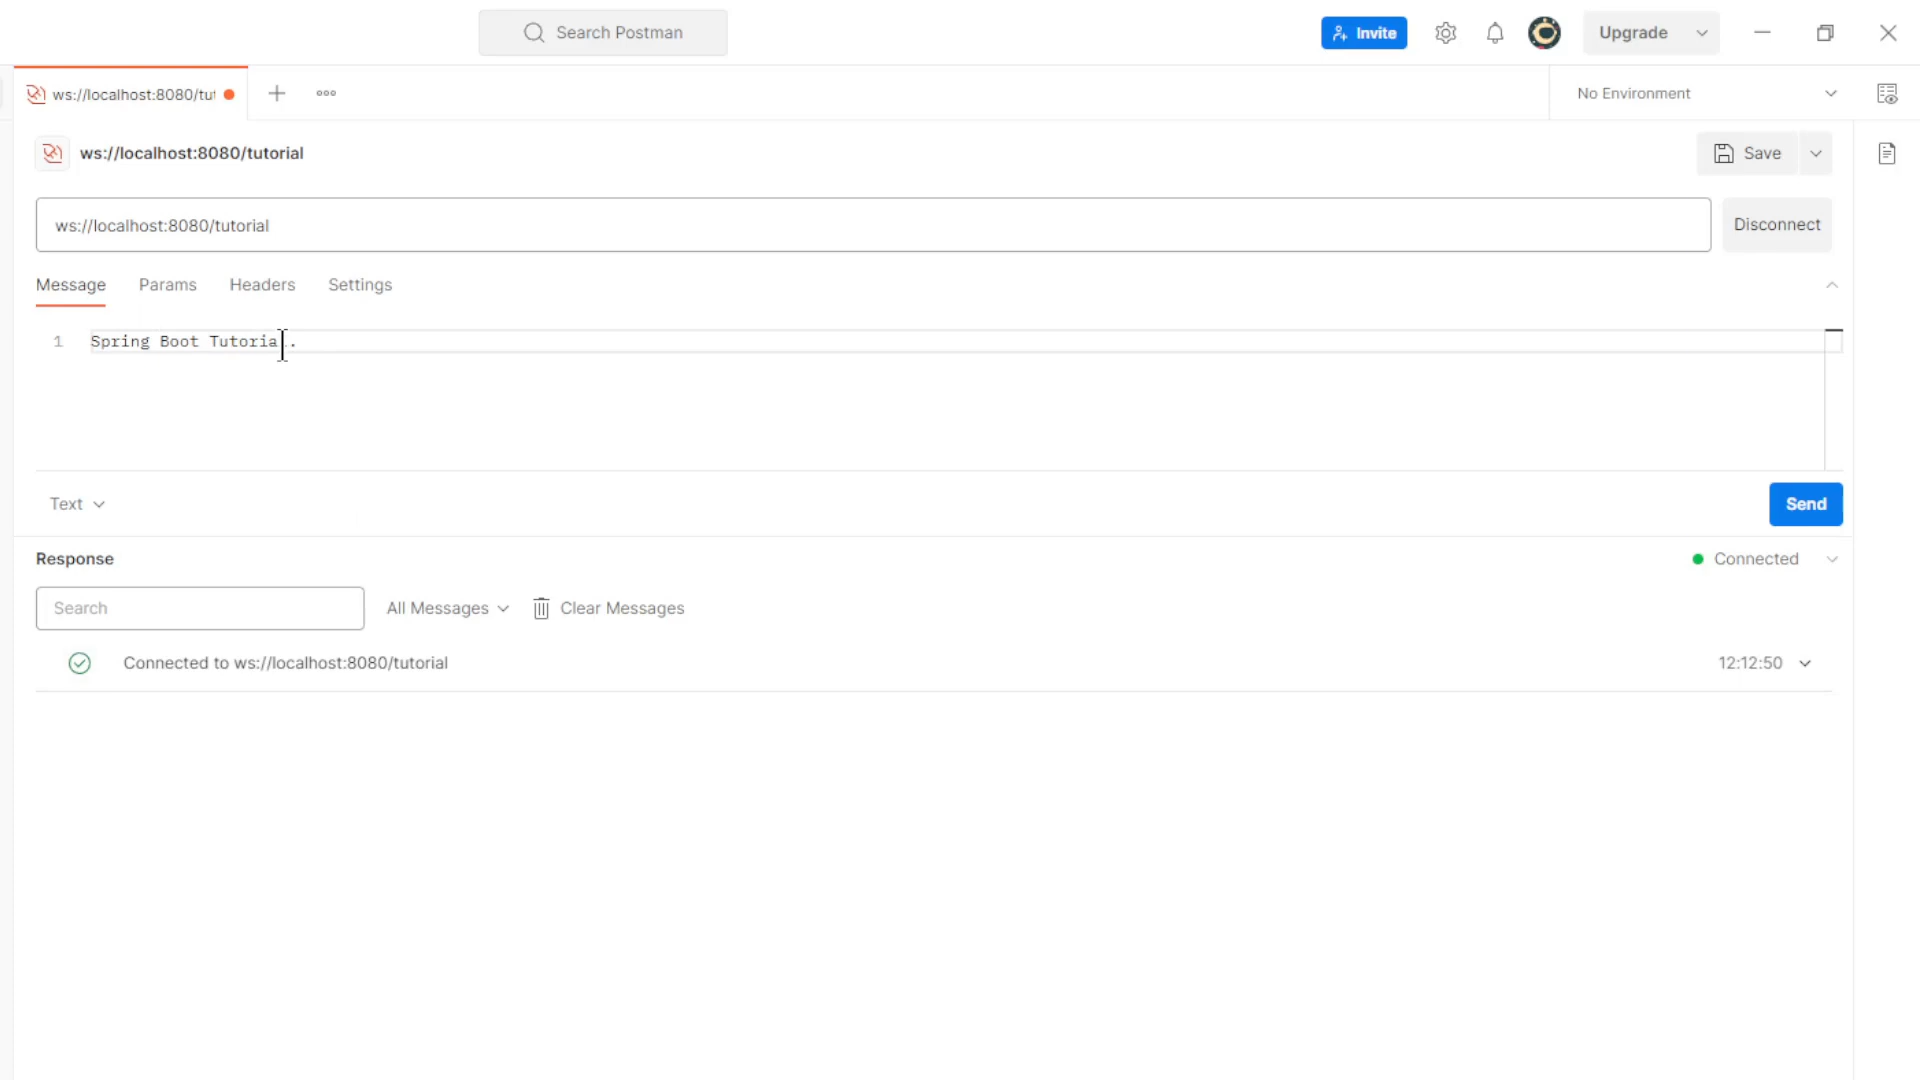 Search Postman
Invite
Upgrade
ws://localhost:8080/tut
No Environment
ws://localhost:8080/tutorial
Save
ws://localhost:8080/tutorial
Disconnect
Message Params Headers Settings
1 Spring Boot Tutorial.
Text
Send
Response
Connected
Search
All Messages
Clear Messages
Connected to ws://localhost:8080/tutorial
12:12:50